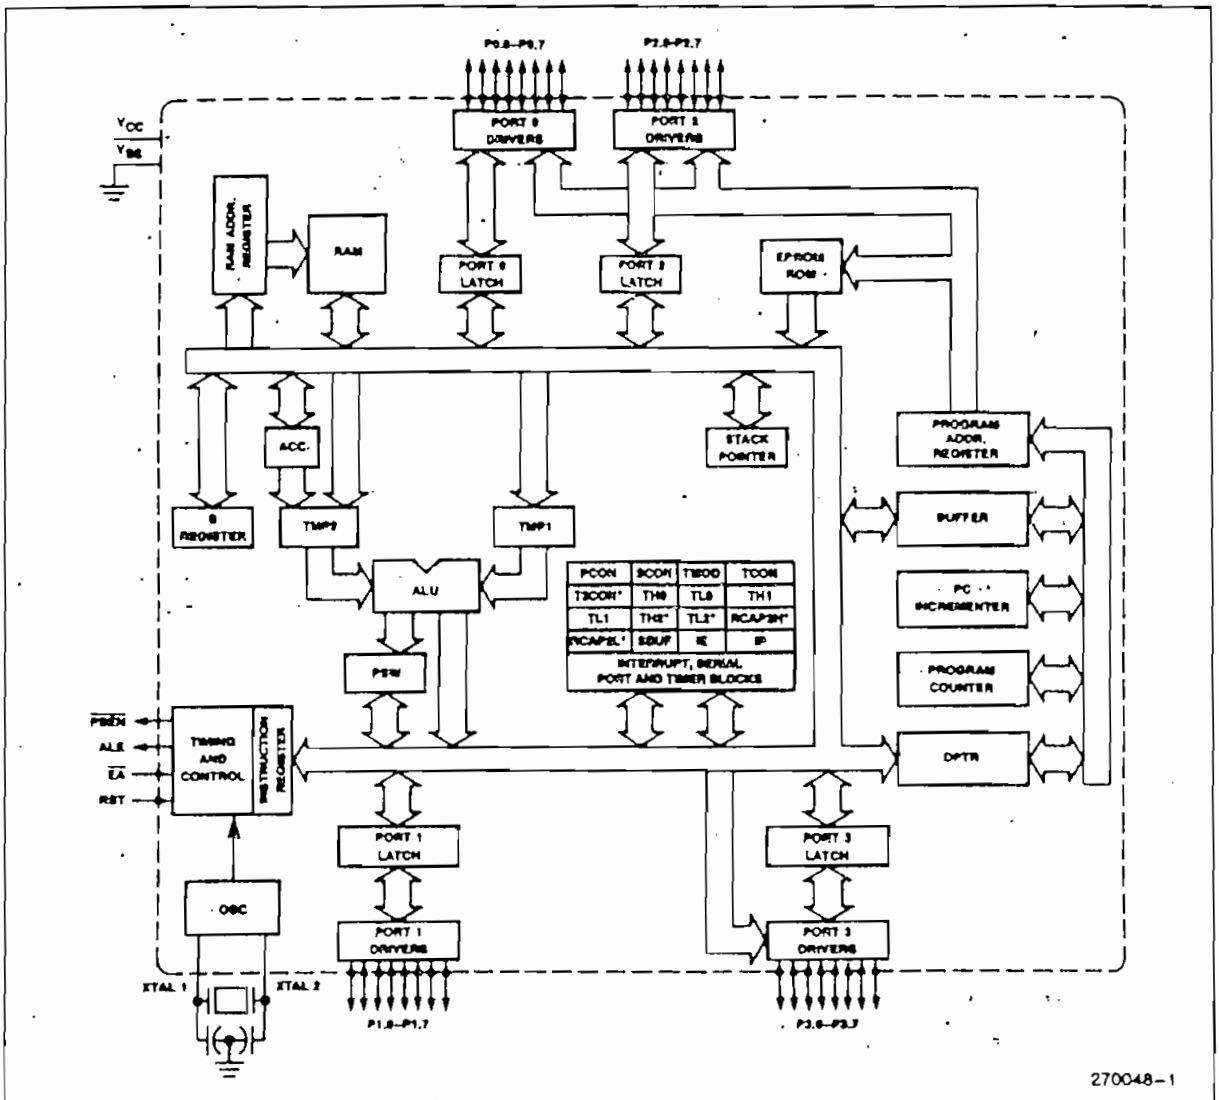 P0.0–P0.7
P2.0–P2.7
VCC
VSS
PORT 0
DRIVERS
PORT 2
DRIVERS
RAM ADDR.
REGISTER
RAM
PORT 0
LATCH
PORT 2
LATCH
EPROM/
ROM
ACC.
STACK
POINTER
PROGRAM
ADDR.
REGISTER
B
REGISTER
TMP2
TMP1
BUFFER
ALU
PCON SCON TMOD TCON
T2CON* TH0 TL0 TH1
TL1 TH2* TL2* RCAP2H*
RCAP2L* SBUF IE IP
INTERRUPT, SERIAL
PORT AND TIMER BLOCKS
PC
INCREMENTER
PSW
PROGRAM
COUNTER
PSEN
ALE
EA
RST
TIMING
AND
CONTROL
INSTRUCTION
REGISTER
DPTR
PORT 1
LATCH
PORT 3
LATCH
OSC
PORT 1
DRIVERS
PORT 3
DRIVERS
XTAL 1
XTAL 2
P1.0–P1.7
P3.0–P3.7
270048–1